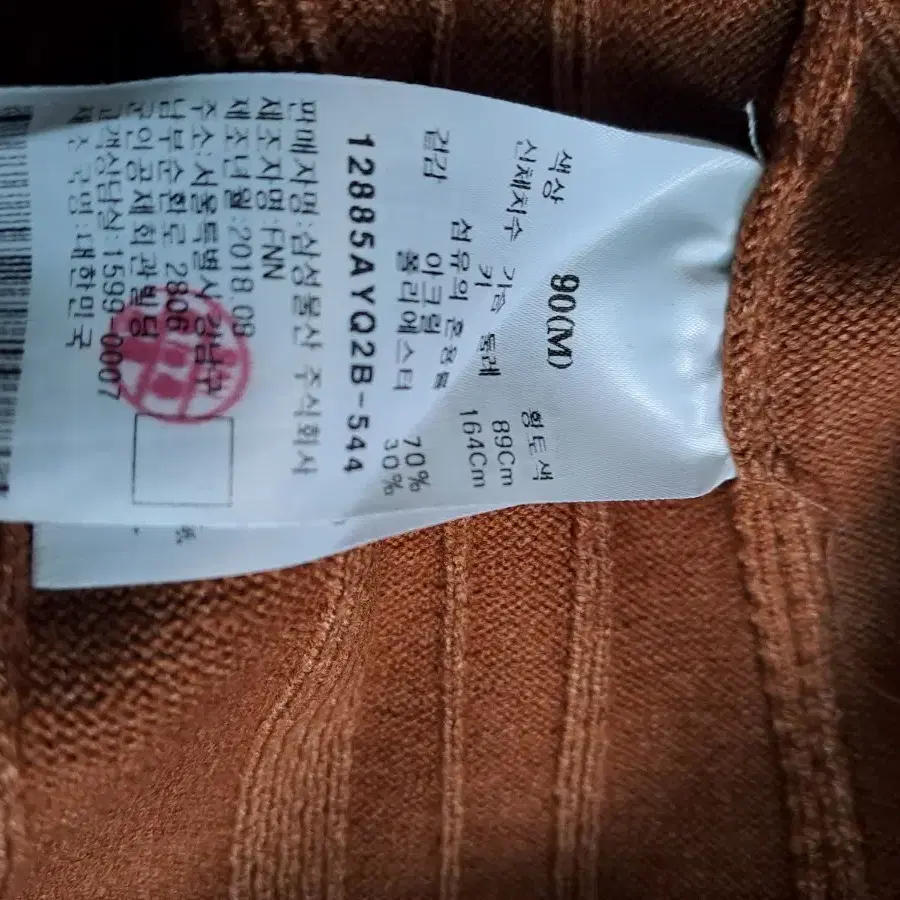 90(M)
색상 황토색
신체치수 가슴둘레 89Cm
키 164Cm
섬유의 혼용율
겉감 아크릴 70%
폴리에스터 30%
12885AYQ2B-544
판매자명:삼성물산 주식회사
제조자명:FNN
제조년월:2018.08
주소:서울특별시 강남구
남부순환로 2806
군인공제회관빌딩
고객상담실:1599-0007
제조국명:대한민국